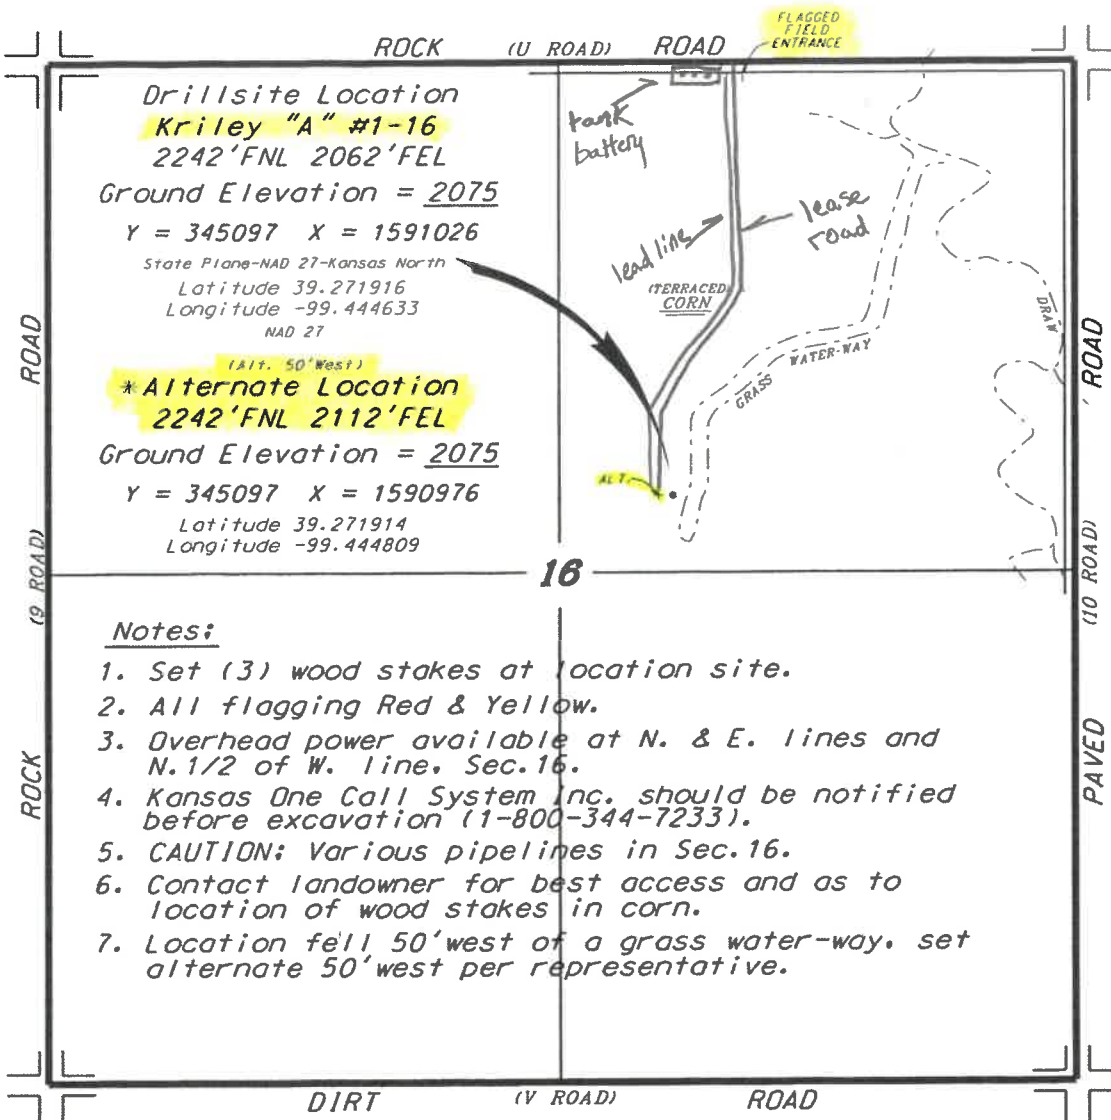 FLAGGED
FIELD
ENTRANCE
ROCK (U ROAD) ROAD
Drillsite Location
Kriley "A" #1-16
2242'FNL 2062'FEL
Ground Elevation = 2075
Y = 345097 X = 1591026
State Plane-NAD 27-Kansas North
Latitude 39.271916
Longitude -99.444633
NAD 27
(Alt. 50'West)
*Alternate Location
2242'FNL 2112'FEL
Ground Elevation = 2075
Y = 345097 X = 1590976
Latitude 39.271914
Longitude -99.444809
tank
battery
lease
road
lead line
(TERRACED)
CORN
GRASS WATER-WAY
DRAW
ALT.
16
ROCK (9 ROAD) ROAD
PAVED (10 ROAD) ROAD
Notes:
1. Set (3) wood stakes at location site.
2. All flagging Red & Yellow.
3. Overhead power available at N. & E. lines and
N.1/2 of W. line, Sec.16.
4. Kansas One Call System Inc. should be notified
before excavation (1-800-344-7233).
5. CAUTION: Various pipelines in Sec.16.
6. Contact landowner for best access and as to
location of wood stakes in corn.
7. Location fell 50'west of a grass water-way, set
alternate 50'west per representative.
DIRT (V ROAD) ROAD